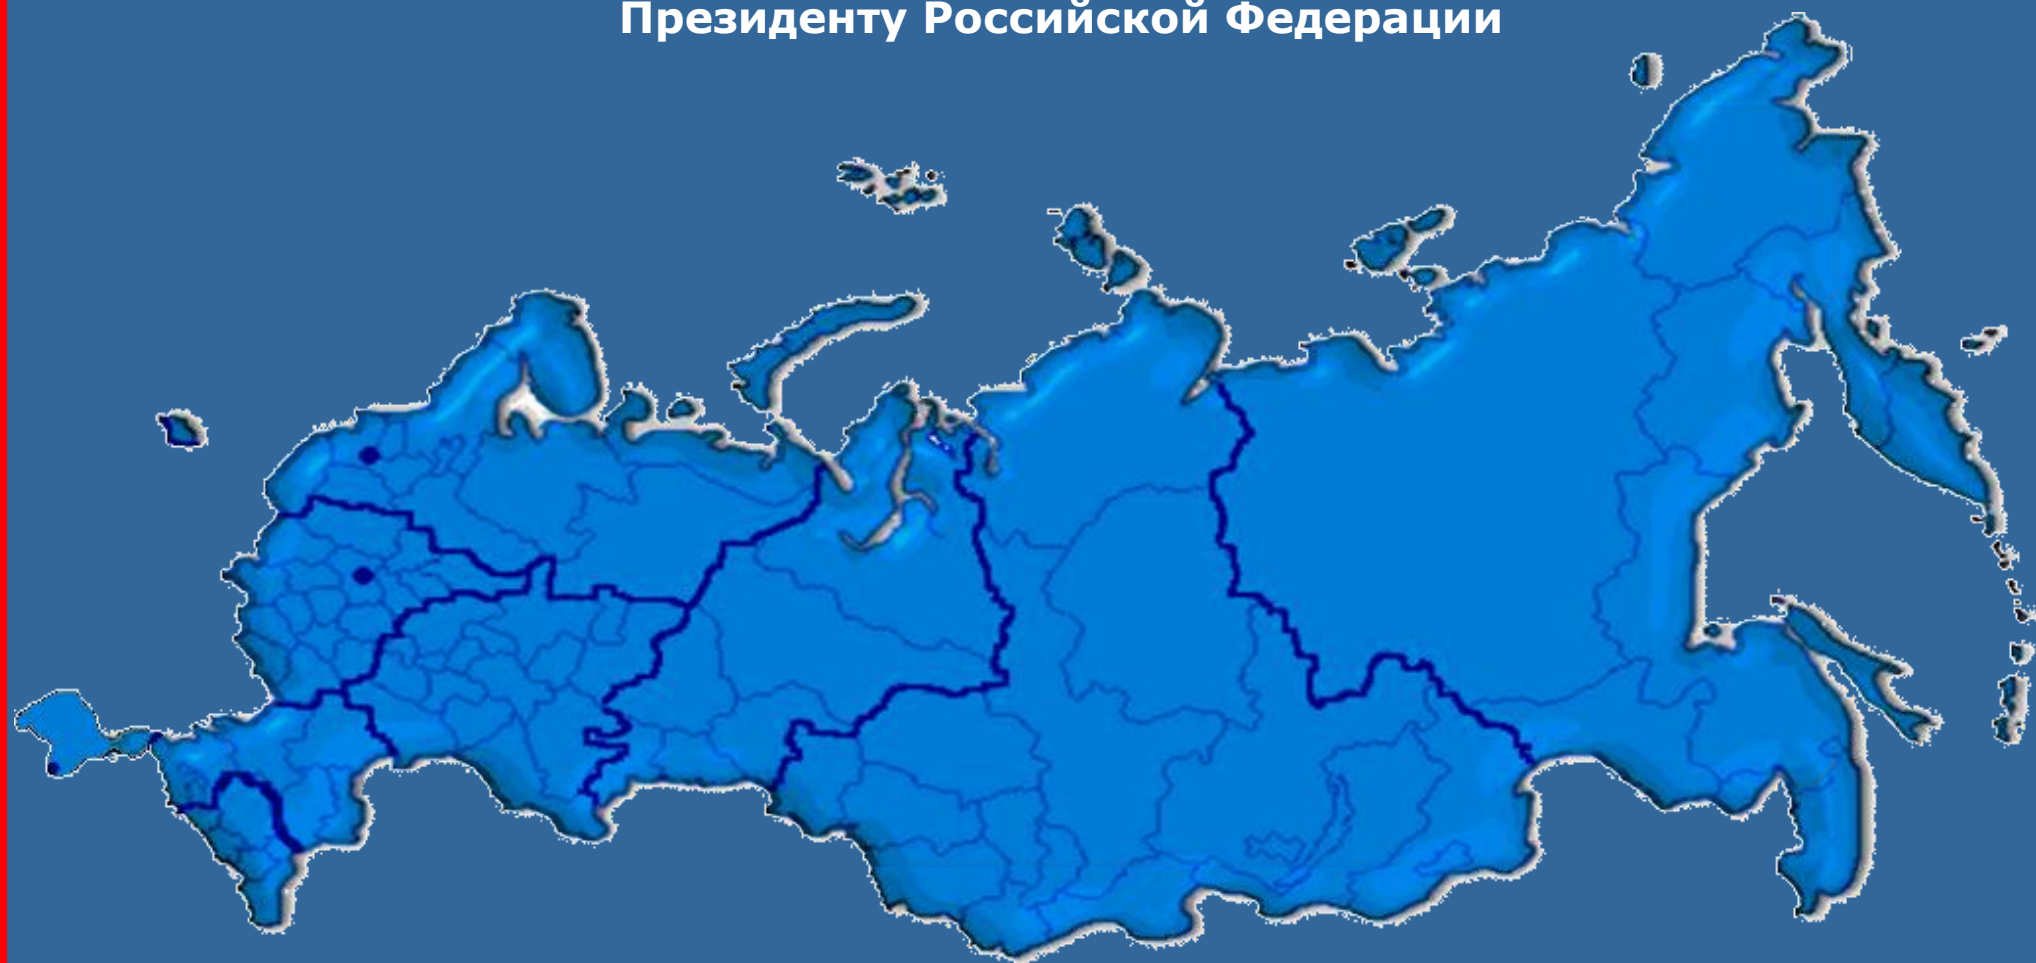 Президенту Российской Федерации